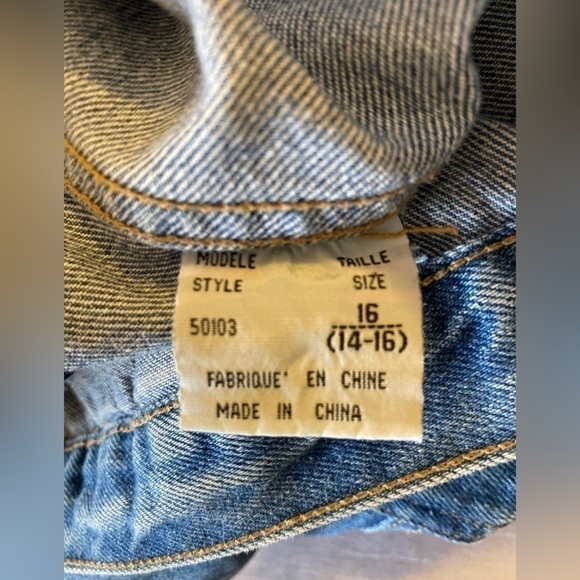 MODELE TAILLE
STYLE SIZE
50103 16
(14-16)
FABRIQUE' EN CHINE
MADE IN CHINA